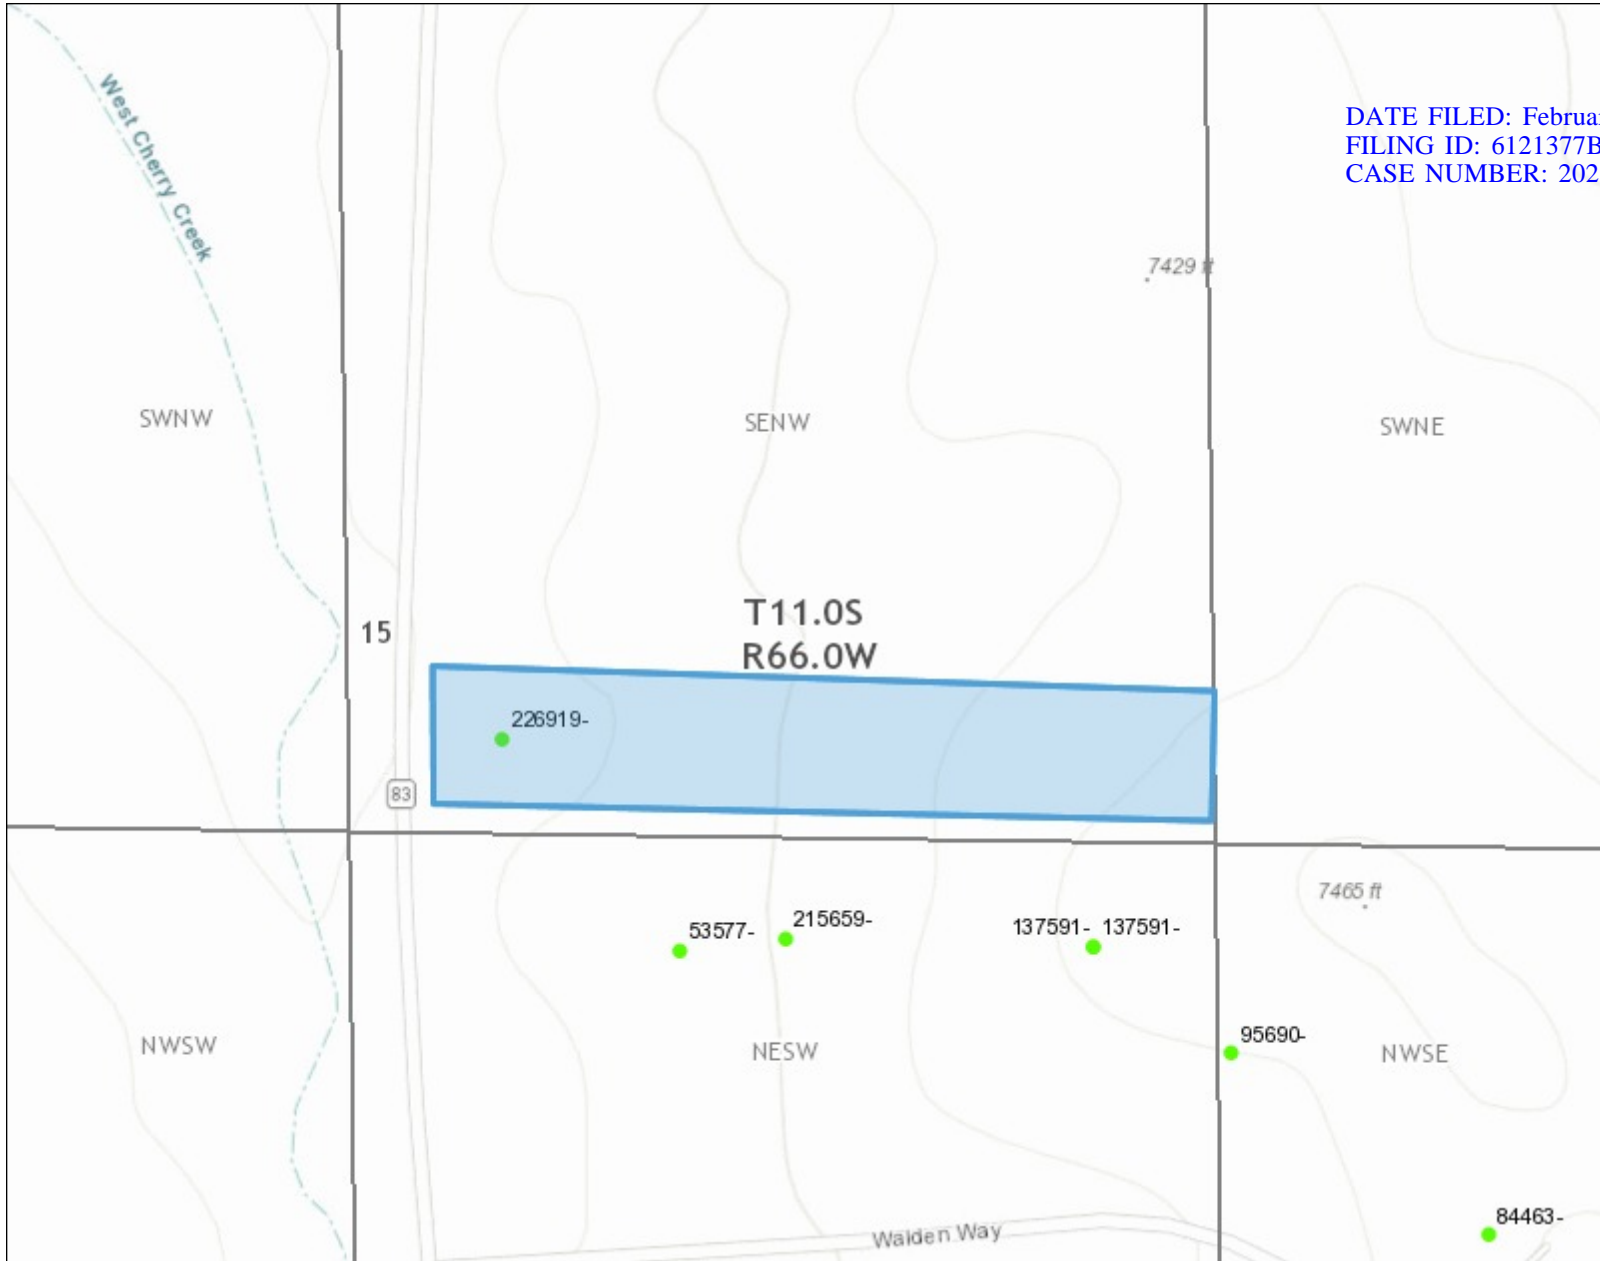 West Cherry Creek
DATE FILED: Februar
FILING ID: 6121377B
CASE NUMBER: 202
7429 ft
SWNW
SENW
SWNE
T11.0S
R66.0W
15
226919-
83
7465 ft
53577-
215659-
137591-
137591-
95690-
NWSW
NESW
NWSE
84463-
Walden Way